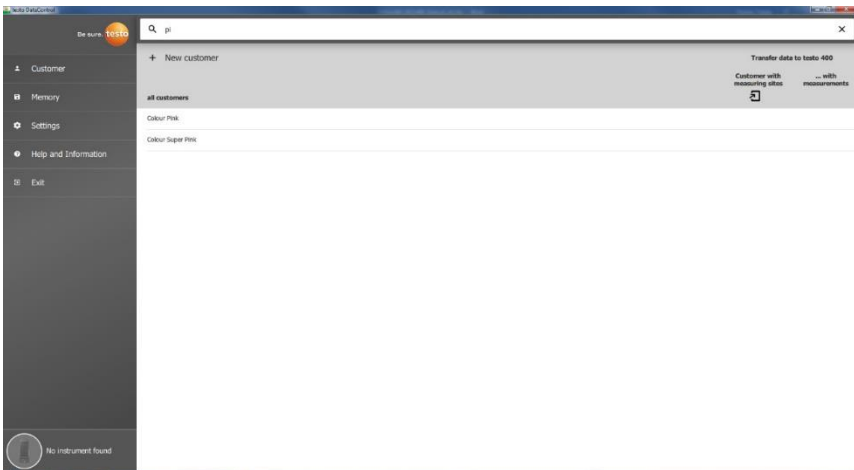 testo DataControl
Be sure. testo
pi
Customer
Memory
Settings
Help and Information
Exit
No instrument found
+ New customer
Transfer data to testo 400
Customer with
measuring sites
... with
measurements
all customers
Colour Pink
Colour Super Pink